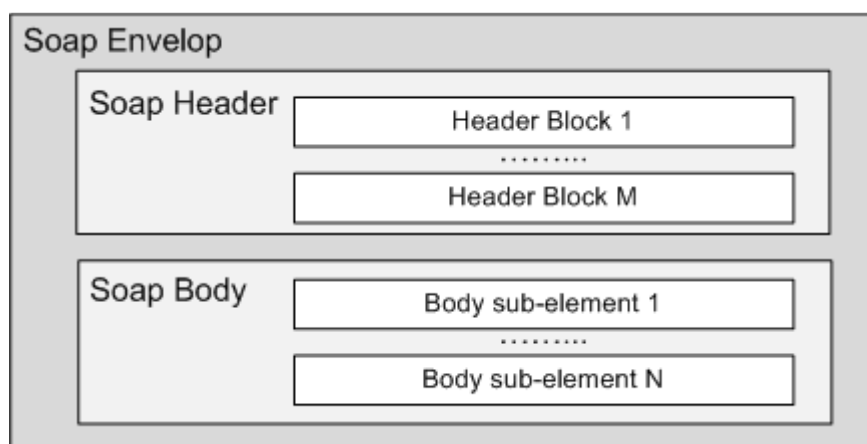 Soap Envelop
Soap Header
Header Block 1
.........
Header Block M
Soap Body
Body sub-element 1
.........
Body sub-element N